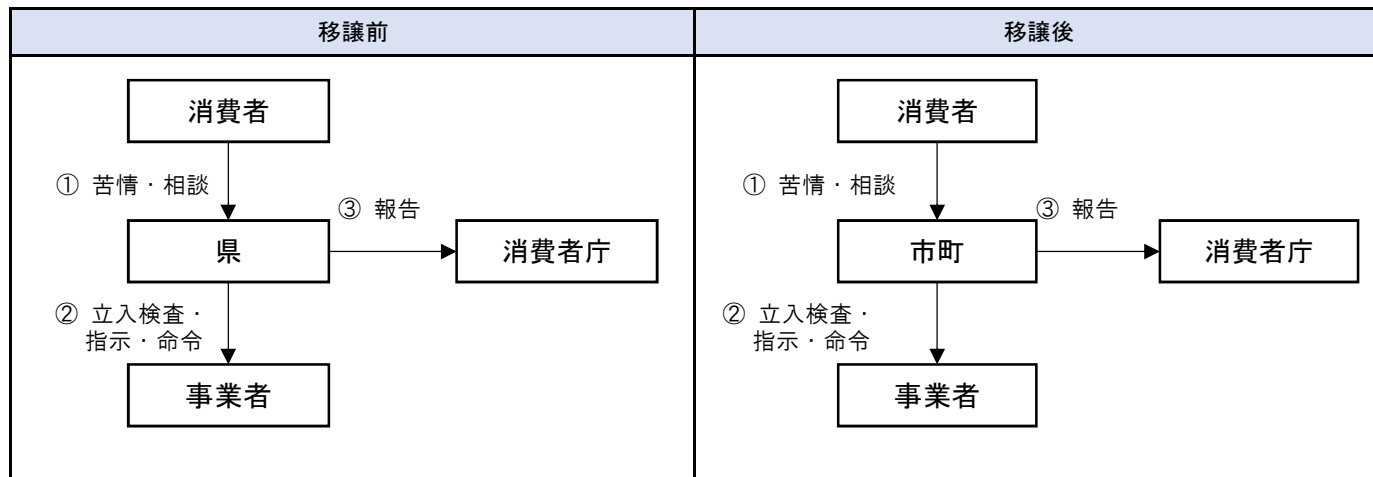 移譲前
消費者
① 苦情・相談
③ 報告
県
消費者庁
② 立入検査・
指示・命令
事業者
移譲後
消費者
① 苦情・相談
③ 報告
市町
消費者庁
② 立入検査・
指示・命令
事業者